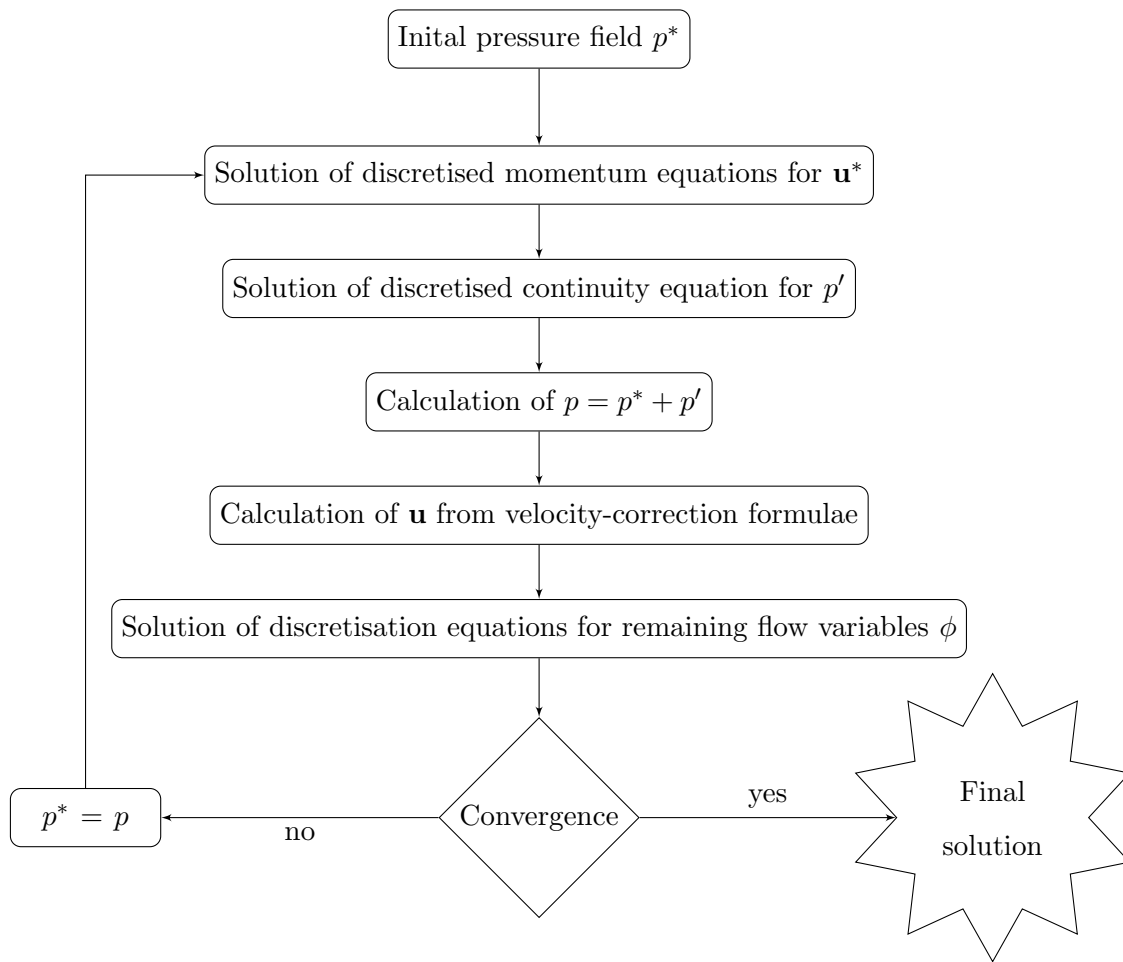 Inital pressure field p*
Solution of discretised momentum equations for u*
Solution of discretised continuity equation for p′
Calculation of p = p* + p′
Calculation of u from velocity-correction formulae
Solution of discretisation equations for remaining flow variables ϕ
p* = p
no
Convergence
yes
Final
solution